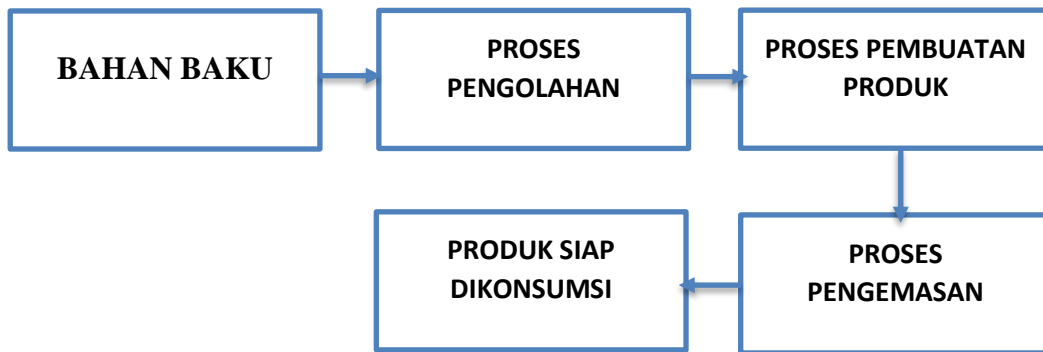 BAHAN BAKU
PROSES
PENGOLAHAN
PROSES PEMBUATAN
PRODUK
PROSES
PENGEMASAN
PRODUK SIAP
DIKONSUMSI